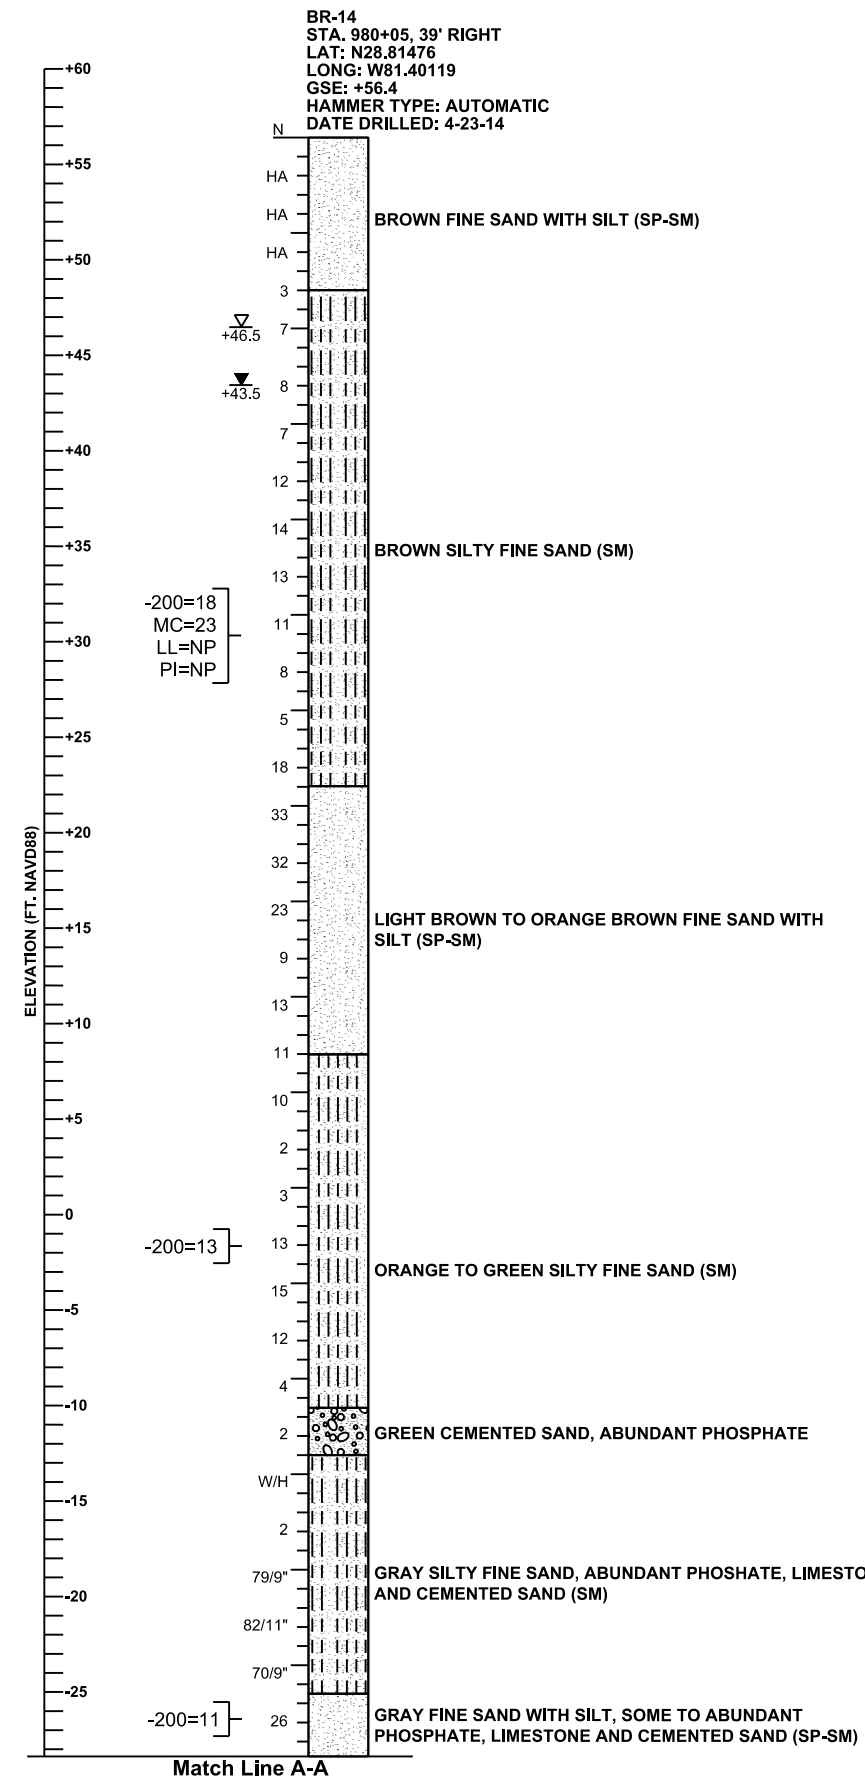 BR-14
STA. 980+05, 39' RIGHT
LAT: N28.81476
LONG: W81.40119
GSE: +56.4
HAMMER TYPE: AUTOMATIC
DATE DRILLED: 4-23-14
+60
N
+55
HA
HA
BROWN FINE SAND WITH SILT (SP-SM)
HA
+50
3
7
+46.5
+45
8
+43.5
7
+40
12
14
+35
BROWN SILTY FINE SAND (SM)
13
-200=18
MC=23
11
+30
LL=NP
PI=NP
8
5
+25
18
33
+20
32
ELEVATION (FT. NAVD88)
23
LIGHT BROWN TO ORANGE BROWN FINE SAND WITH
SILT (SP-SM)
+15
9
13
+10
11
10
+5
2
3
0
-200=13
13
ORANGE TO GREEN SILTY FINE SAND (SM)
15
-5
12
4
-10
2
GREEN CEMENTED SAND, ABUNDANT PHOSPHATE
W/H
-15
2
79/9"
GRAY SILTY FINE SAND, ABUNDANT PHOSHATE, LIMESTO
AND CEMENTED SAND (SM)
-20
82/11"
70/9"
-25
-200=11
26
GRAY FINE SAND WITH SILT, SOME TO ABUNDANT
PHOSPHATE, LIMESTONE AND CEMENTED SAND (SP-SM)
Match Line A-A